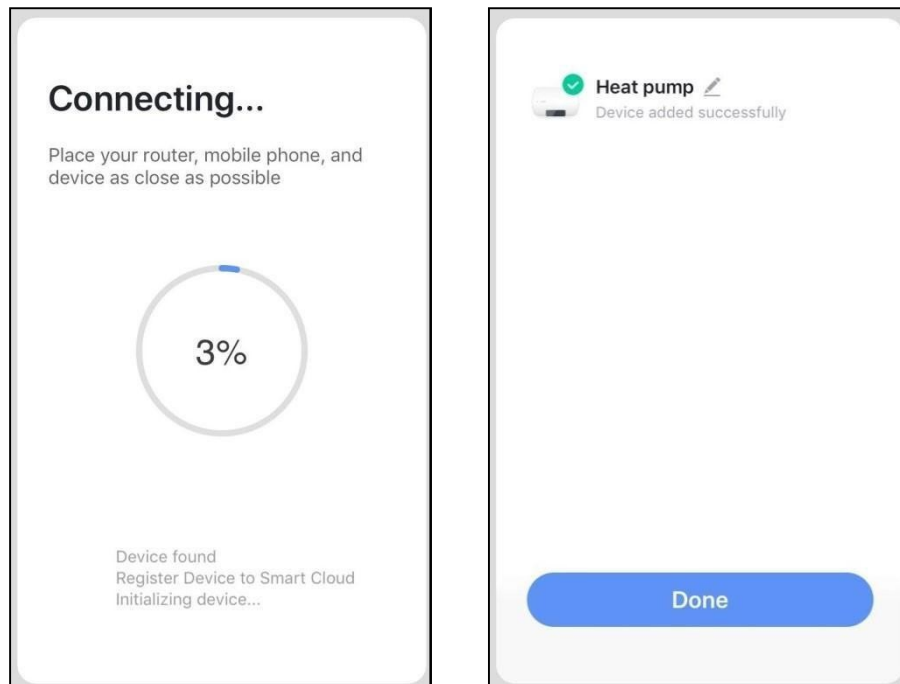 Connecting...
Place your router, mobile phone, and
device as close as possible
3%
Device found
Register Device to Smart Cloud
Initializing device...
Heat pump
Device added successfully
Done